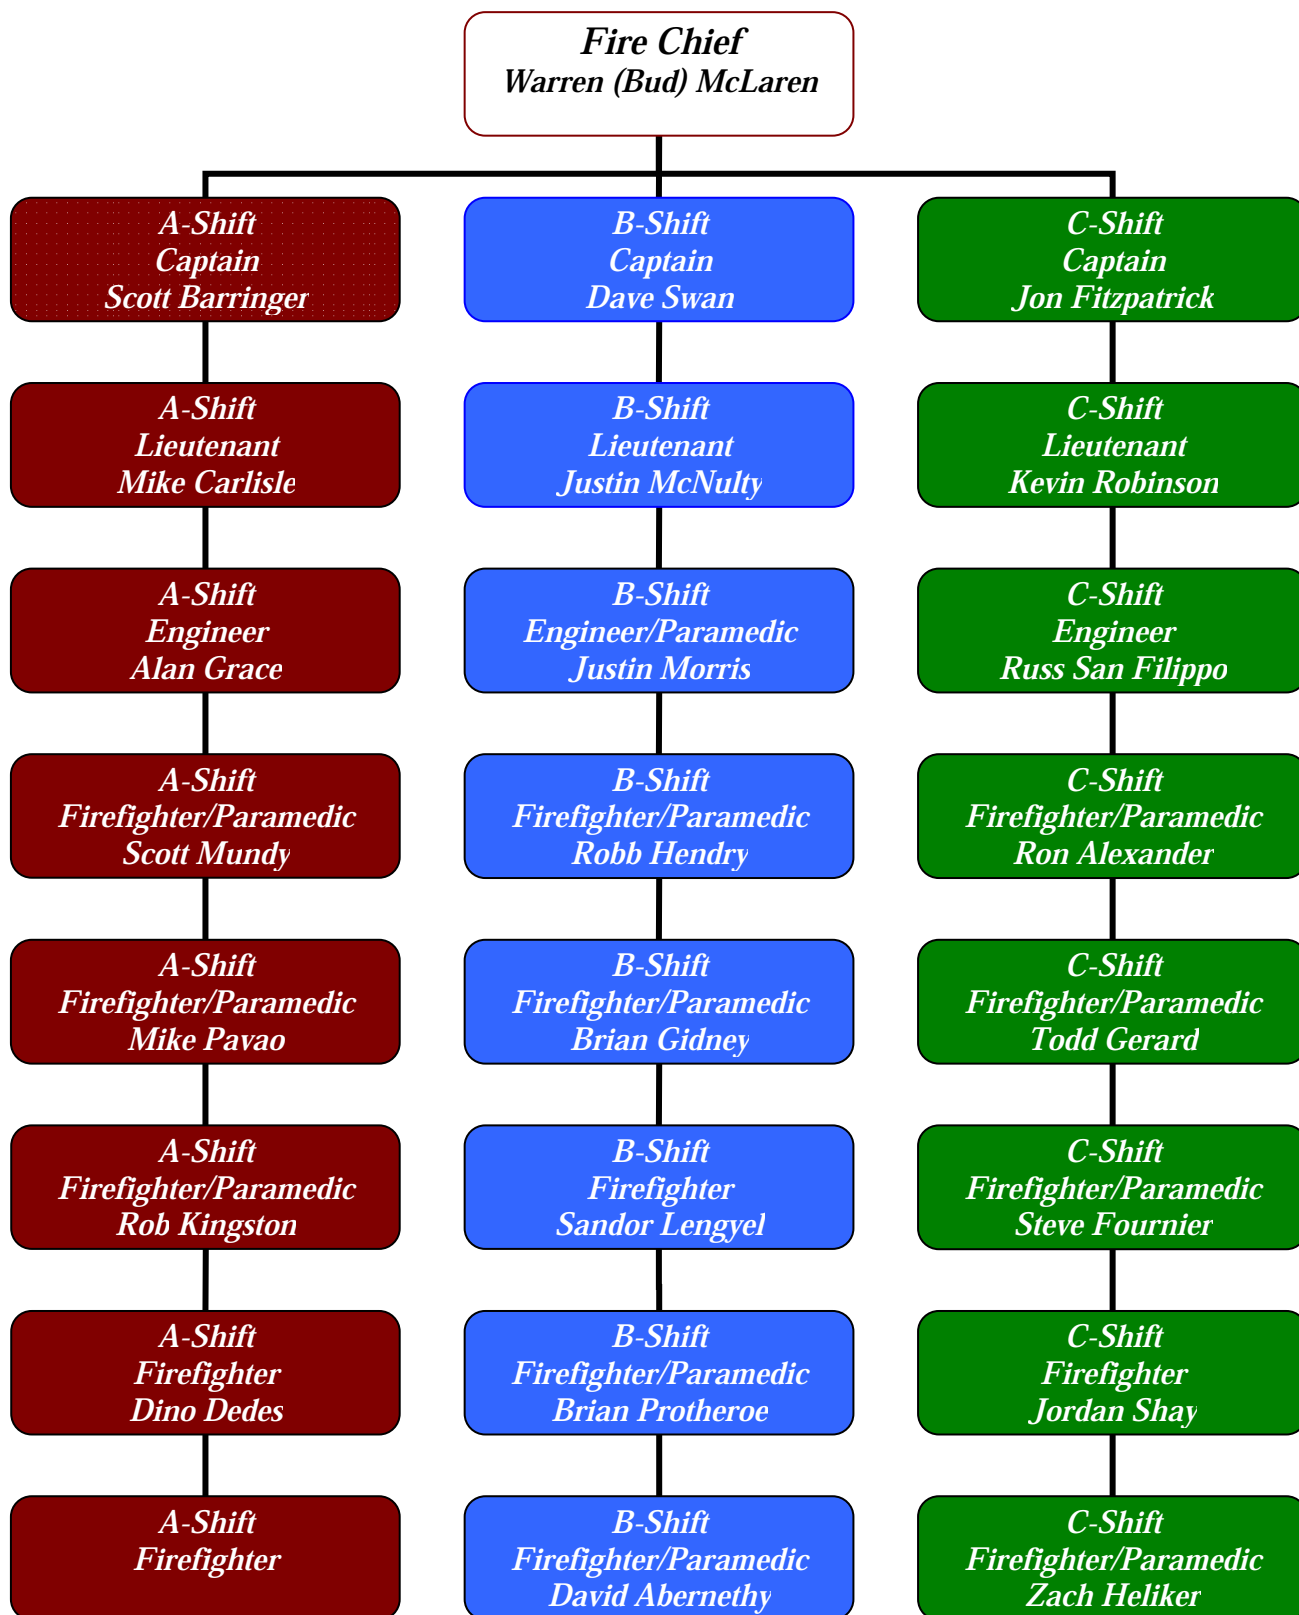 Fire Chief
Warren (Bud) McLaren
A-Shift
Captain
Scott Barringer
B-Shift
Captain
Dave Swan
C-Shift
Captain
Jon Fitzpatrick
A-Shift
Lieutenant
Mike Carlisle
B-Shift
Lieutenant
Justin McNulty
C-Shift
Lieutenant
Kevin Robinson
A-Shift
Engineer
Alan Grace
B-Shift
Engineer/Paramedic
Justin Morris
C-Shift
Engineer
Russ San Filippo
A-Shift
Firefighter/Paramedic
Scott Mundy
B-Shift
Firefighter/Paramedic
Robb Hendry
C-Shift
Firefighter/Paramedic
Ron Alexander
A-Shift
Firefighter/Paramedic
Mike Pavao
B-Shift
Firefighter/Paramedic
Brian Gidney
C-Shift
Firefighter/Paramedic
Todd Gerard
A-Shift
Firefighter/Paramedic
Rob Kingston
B-Shift
Firefighter
Sandor Lengyel
C-Shift
Firefighter/Paramedic
Steve Fournier
A-Shift
Firefighter
Dino Dedes
B-Shift
Firefighter/Paramedic
Brian Protheroe
C-Shift
Firefighter
Jordan Shay
A-Shift
Firefighter
B-Shift
Firefighter/Paramedic
David Abernethy
C-Shift
Firefighter/Paramedic
Zach Heliker